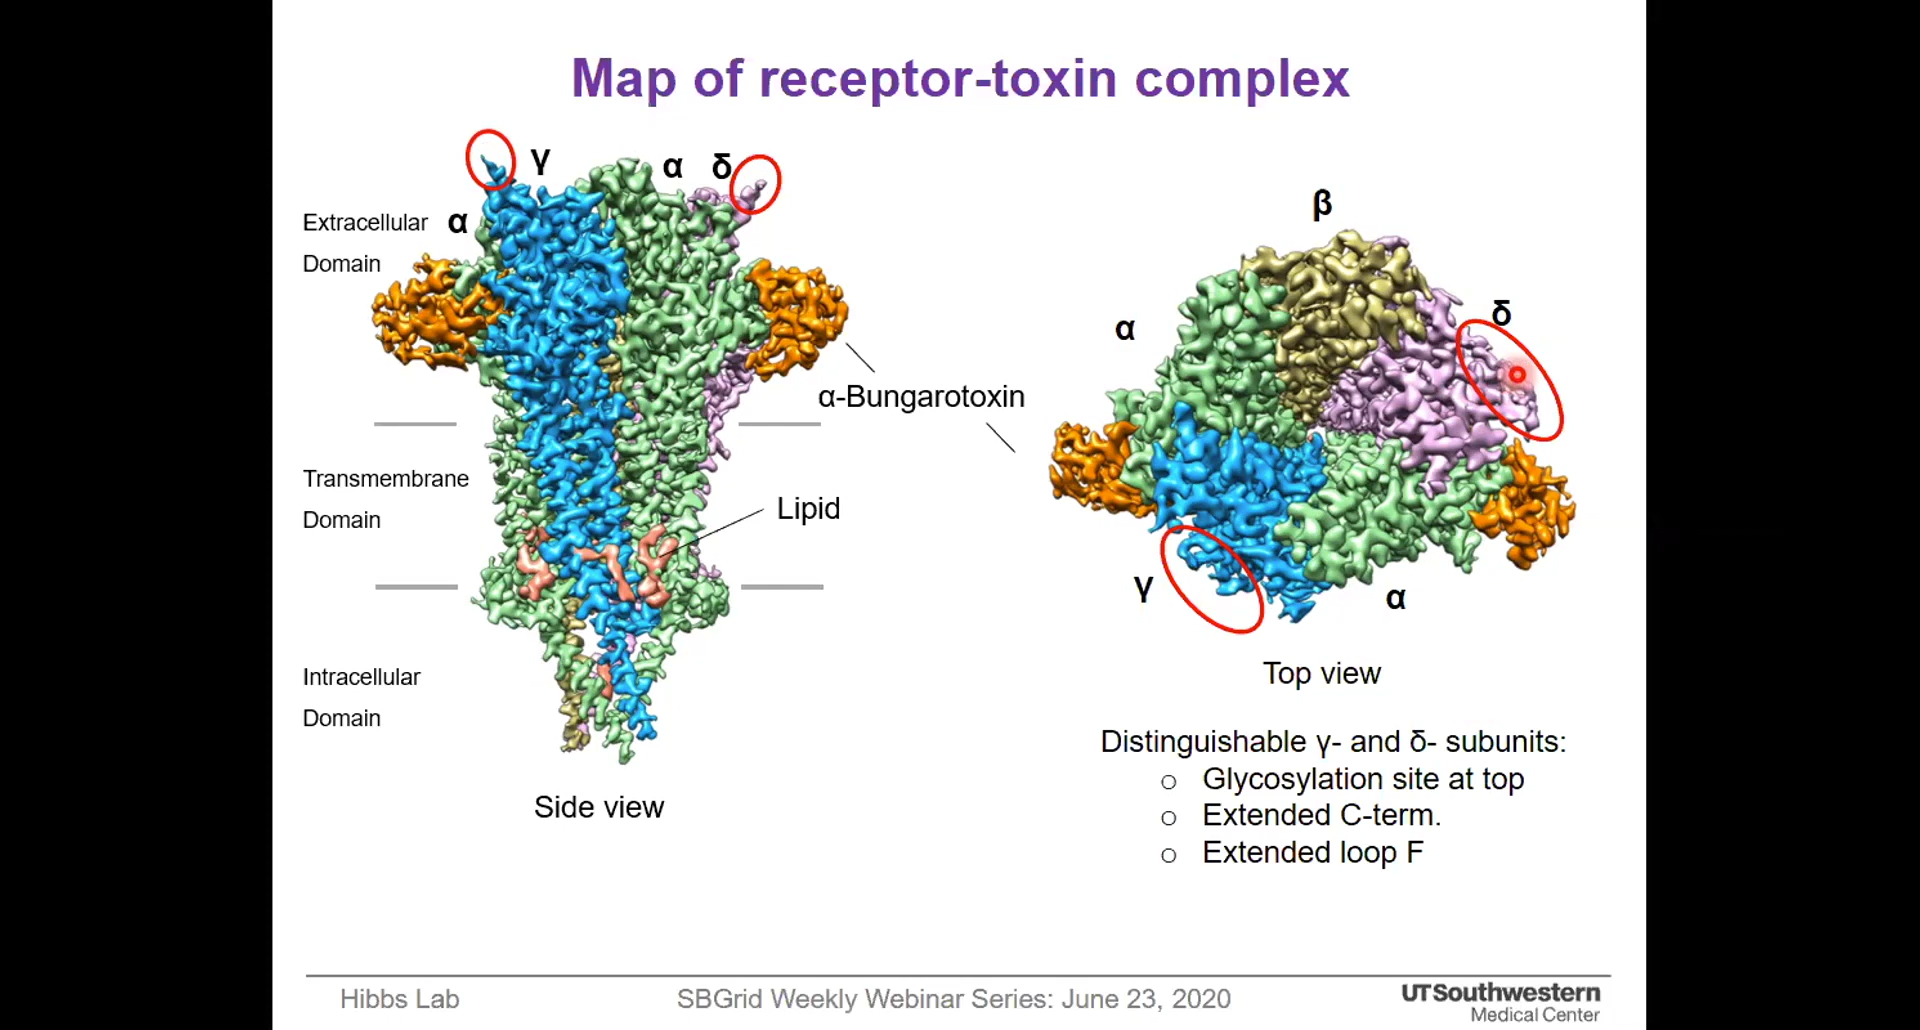 Map of receptor-toxin complex
γ
α
δ
Extracellular
Domain
α
β
α
δ
α-Bungarotoxin
Transmembrane
Domain
Lipid
γ
α
Intracellular
Domain
Side view
Top view
Distinguishable γ- and δ- subunits:
○ Glycosylation site at top
○ Extended C-term.
○ Extended loop F
Hibbs Lab
SBGrid Weekly Webinar Series: June 23, 2020
UTSouthwestern
Medical Center